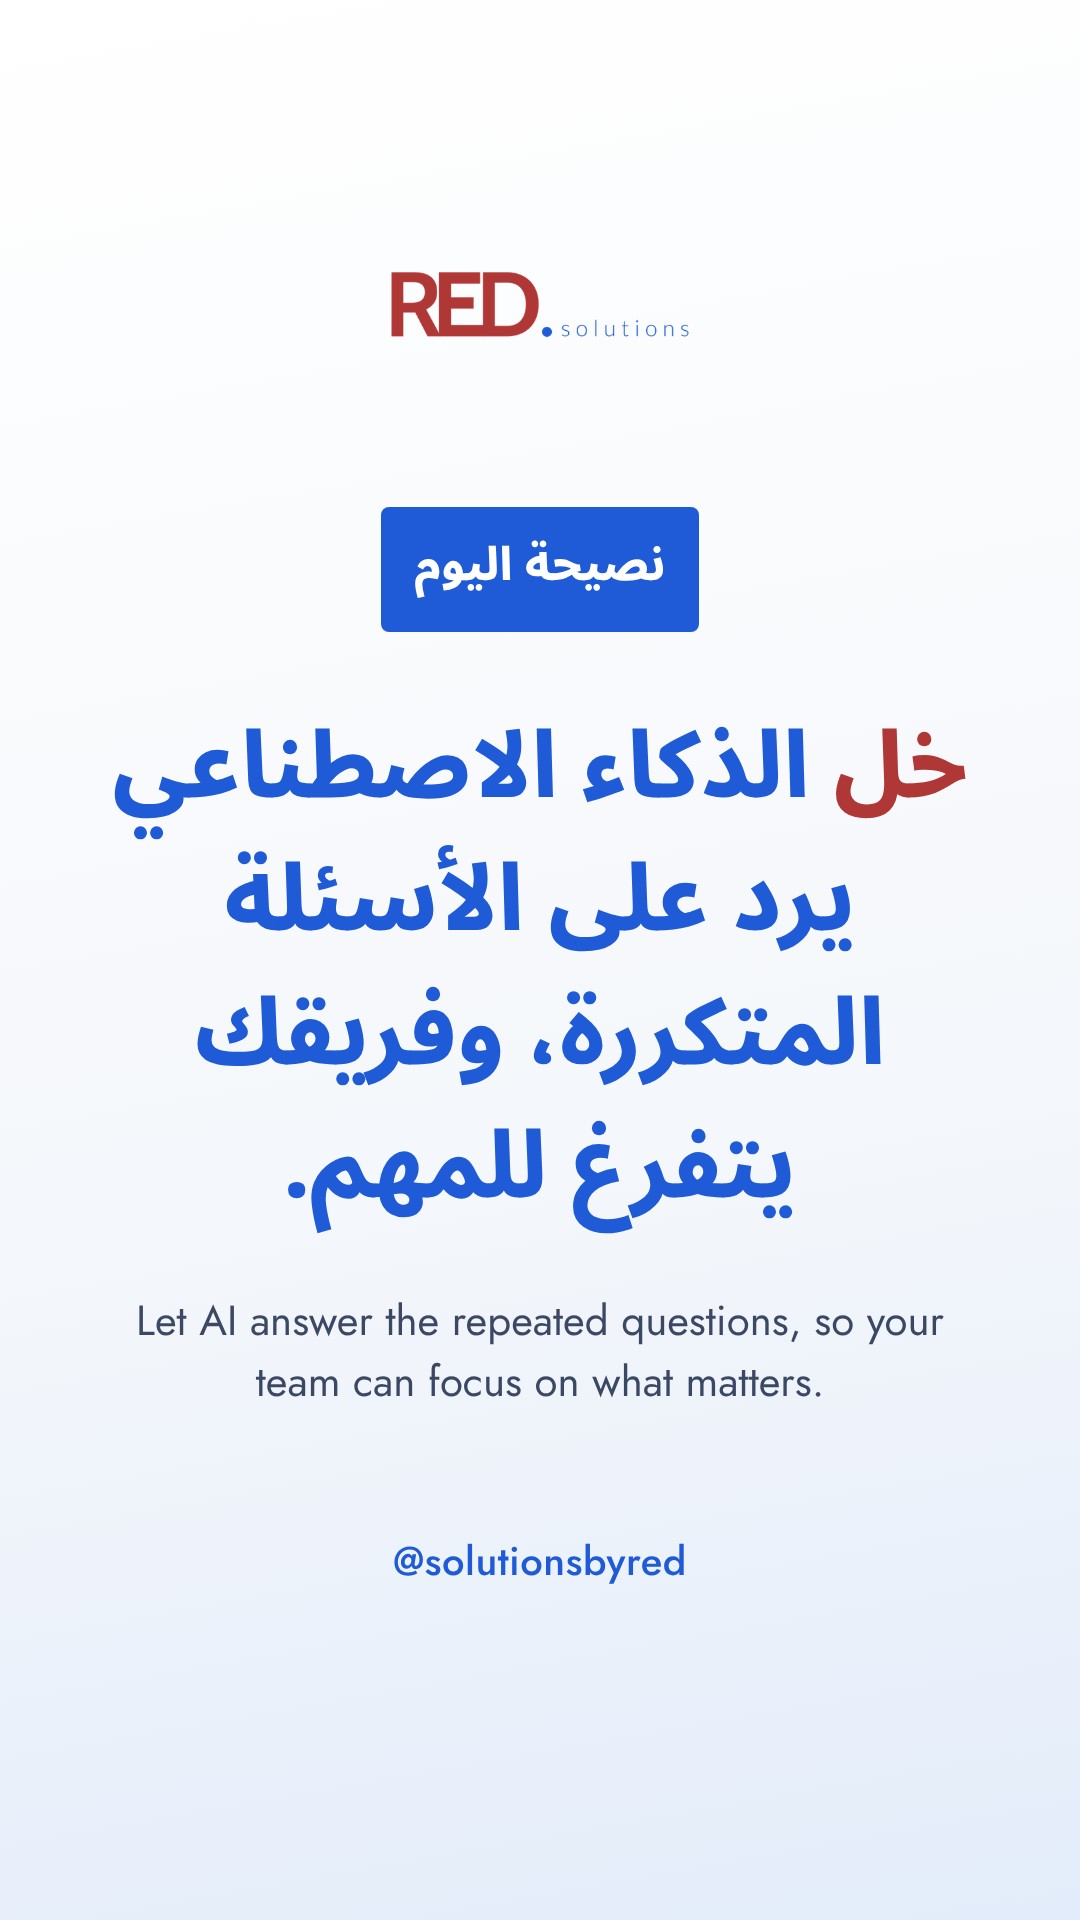 RED.solutions
نصيحة اليوم
خل الذكاء الاصطناعي
يرد على الأسئلة
المتكررة، وفريقك
يتفرغ للمهم.
Let AI answer the repeated questions, so your
team can focus on what matters.
@solutionsbyred